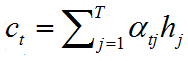 c_t = \sum_{j=1}^{T} \alpha_{tj} h_j